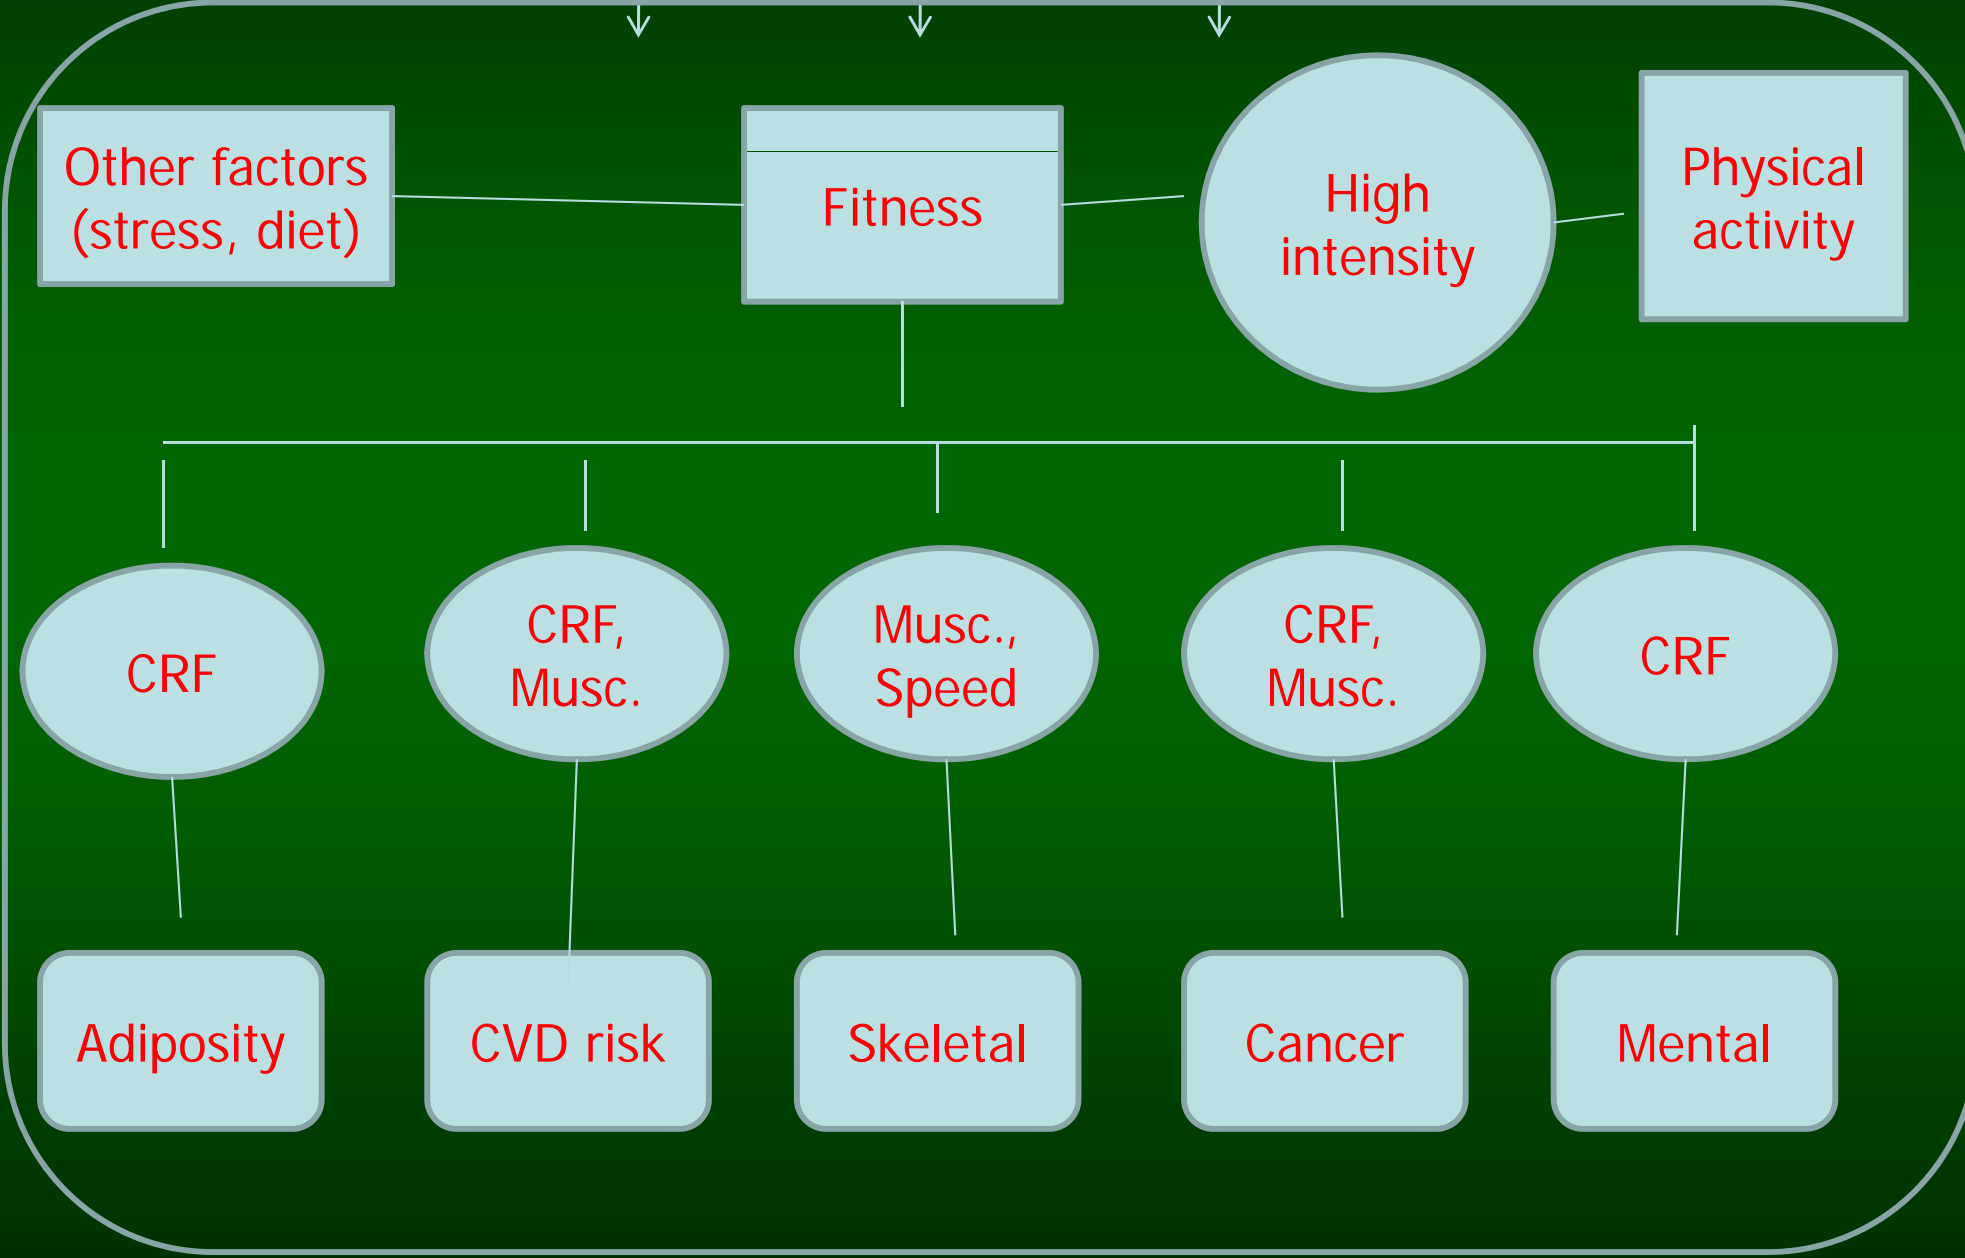 Other factors
(stress, diet)
Fitness
High
intensity
Physical
activity
CRF
CRF,
Musc.
Musc.,
Speed
CRF,
Musc.
CRF
Adiposity
CVD risk
Skeletal
Cancer
Mental